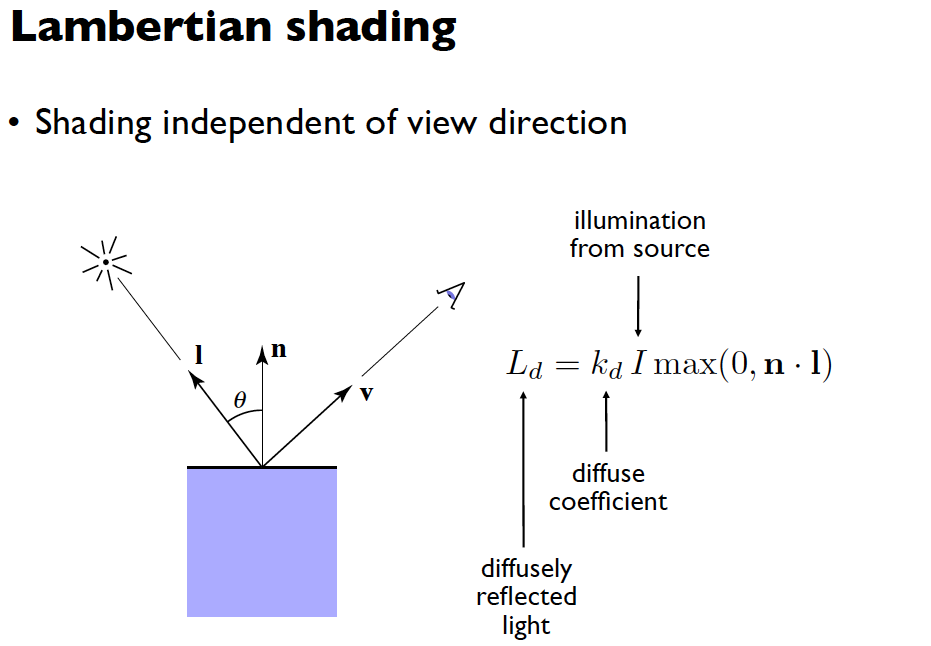 Lambertian shading
• Shading independent of view direction
illumination
from source
l
n
θ
v
L_d = k_d I max(0, n · l)
diffuse
coefficient
diffusely
reflected
light